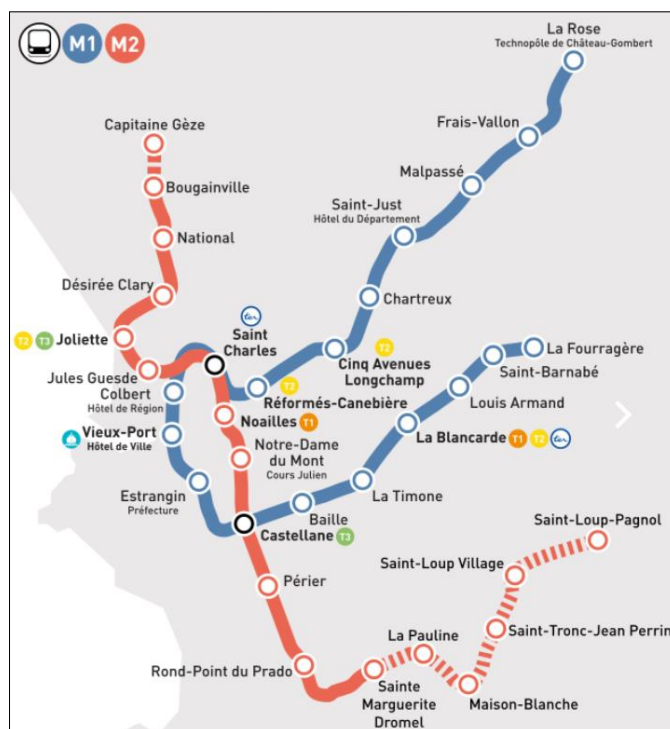 M1 M2
La Rose
Technopôle de Château-Gombert
Frais-Vallon
Malpassé
Saint-Just
Hôtel du Département
Chartreux
Capitaine Gèze
Bougainville
National
Désirée Clary
T2 T3 Joliette
ter
Saint
Charles
T2
Cinq Avenues
Longchamp
La Fourragère
Saint-Barnabé
Jules Guesde
Colbert
Hôtel de Région
T2
Réformés-Canebière
Louis Armand
Noailles T1
Vieux-Port
Hôtel de Ville
La Blancarde T1 T2 ter
Notre-Dame
du Mont
Cours Julien
Estrangin
Préfecture
La Timone
Baille
Castellane T3
Saint-Loup-Pagnol
Saint-Loup Village
Périer
Saint-Tronc-Jean Perrin
La Pauline
Rond-Point du Prado
Sainte
Marguerite
Dromel
Maison-Blanche